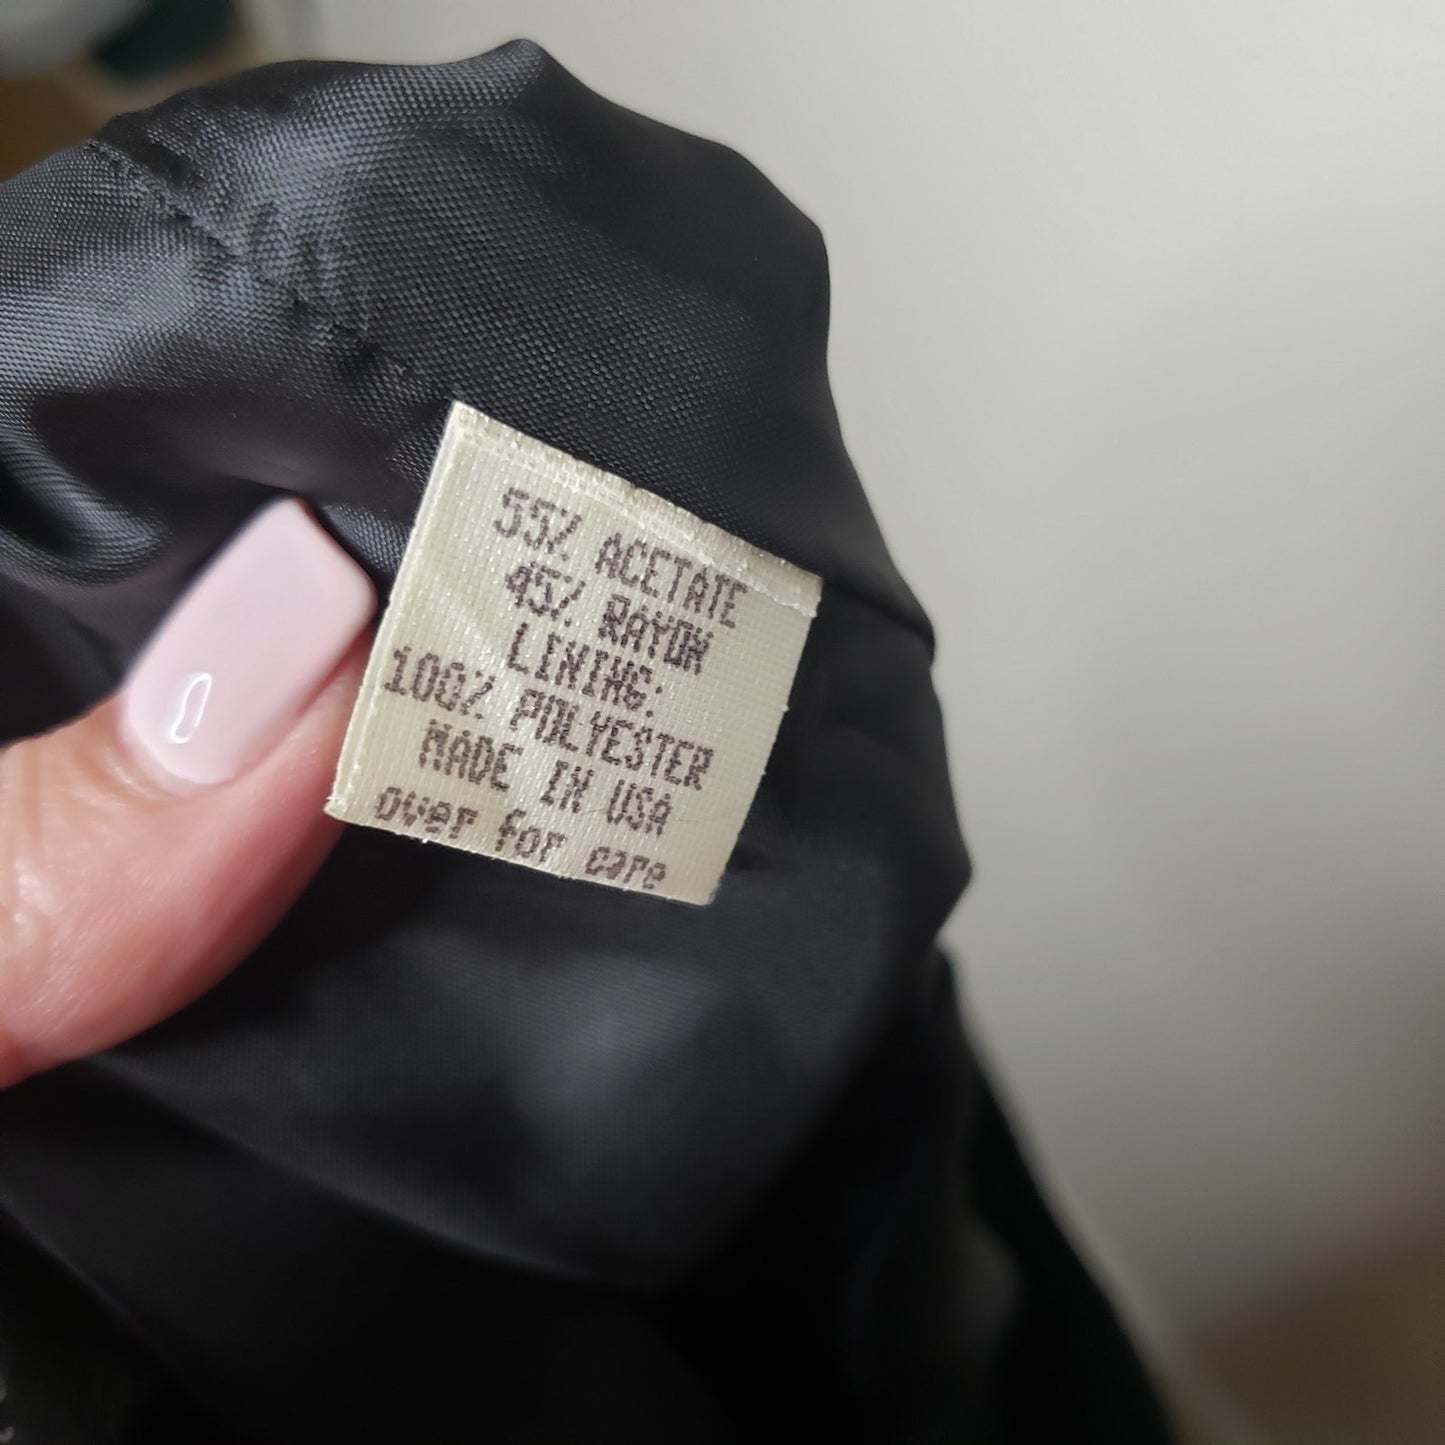 55% ACETATE
45% RAYON
LINING:
100% POLYESTER
MADE IN USA
over for care